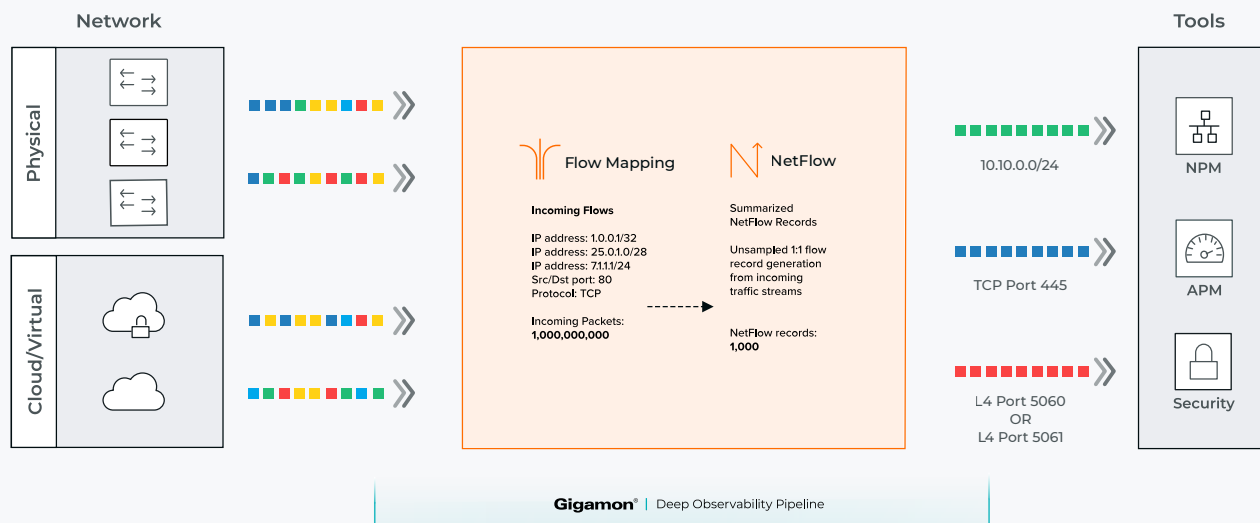 Network
Tools
Physical
Cloud/Virtual
Flow Mapping
Incoming Flows
IP address: 1.0.0.1/32
IP address: 25.0.1.0/28
IP address: 7.1.1.1/24
Src/Dst port: 80
Protocol: TCP
Incoming Packets:
1,000,000,000
NetFlow
Summarized
NetFlow Records
Unsampled 1:1 flow
record generation
from incoming
traffic streams
NetFlow records:
1,000
10.10.0.0/24
TCP Port 445
L4 Port 5060
OR
L4 Port 5061
NPM
APM
Security
Gigamon® | Deep Observability Pipeline